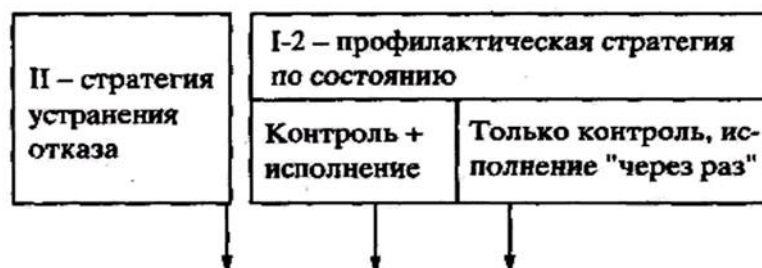 II – стратегия
устранения
отказа
I-2 – профилактическая стратегия
по состоянию
Контроль +
исполнение
Только контроль, ис-
полнение "через раз"